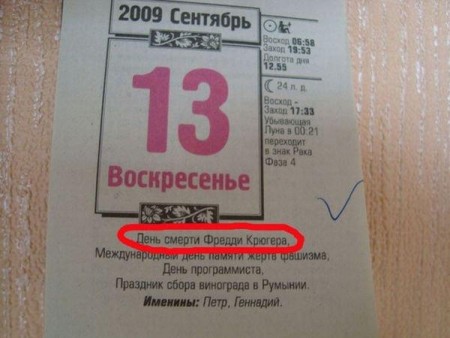 2009 Сентябрь
13
Воскресенье
Восход 06:58
Заход 19:53
Долгота дня
12.55
24 л. д.
Восход -
Заход 17:33
Убывающая
Луна в 00:21
переходит
в знак Рака
Фаза 4
День смерти Фредди Крюгера,
Международный день памяти жертв фашизма,
День программиста,
Праздник сбора винограда в Румынии.
Именины: Петр, Геннадий.